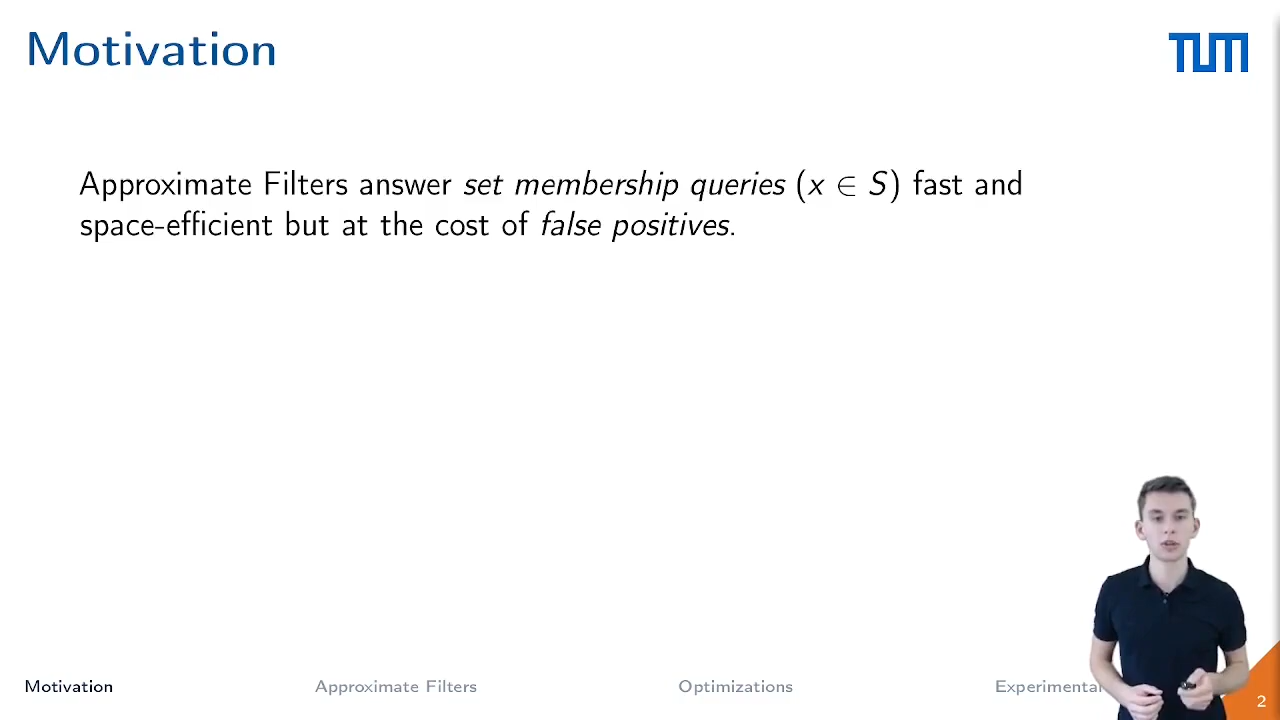 Motivation
TUM
Approximate Filters answer set membership queries (x ∈ S) fast and
space-efficient but at the cost of false positives.
Motivation
Approximate Filters
Optimizations
Experimental
2